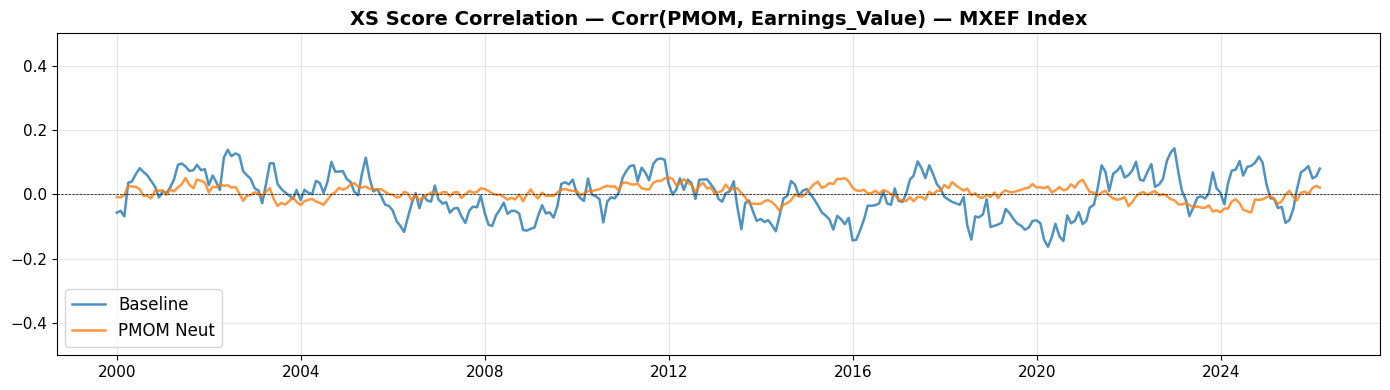 XS Score Correlation — Corr(PMOM, Earnings_Value) — MXEF Index
0.4
0.2
0.0
−0.2
−0.4
Baseline
PMOM Neut
2000 2004 2008 2012 2016 2020 2024